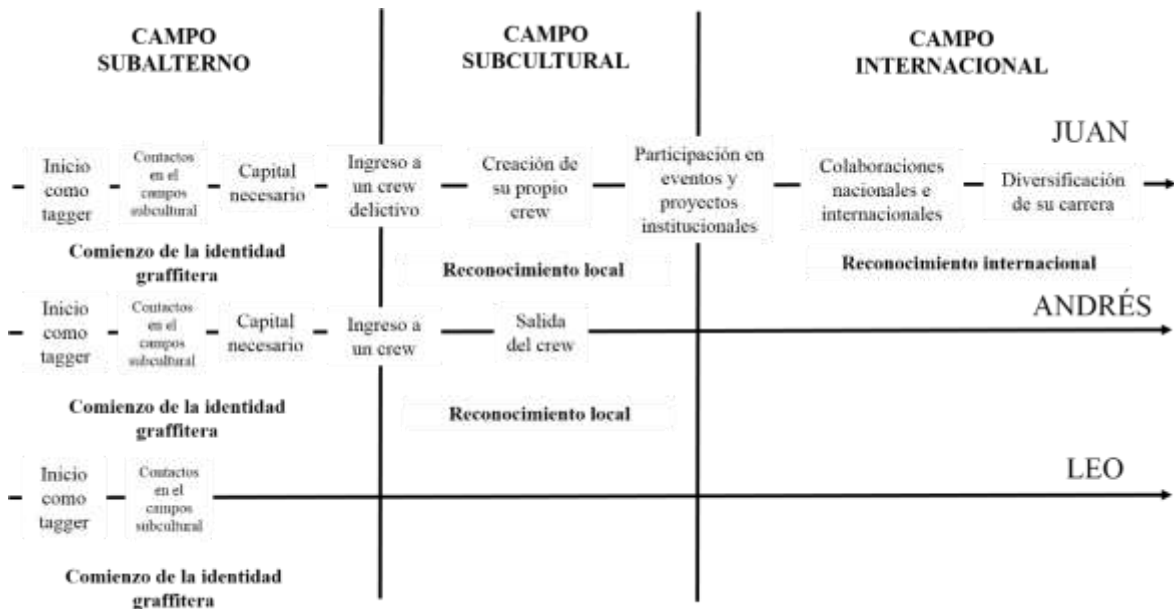 CAMPO
SUBALTERNO
CAMPO
SUBCULTURAL
CAMPO
INTERNACIONAL
JUAN
Inicio
como
tagger
Contactos
en el
campos
subcultural
Capital
necesario
Ingreso a
un crew
delictivo
Creación de
su propio
crew
Participación en
eventos y
proyectos
institucionales
Colaboraciones
nacionales e
internacionales
Diversificación
de su carrera
Comienzo de la identidad
graffitera
Reconocimiento local
Reconocimiento internacional
ANDRÉS
Inicio
como
tagger
Contactos
en el
campos
subcultural
Capital
necesario
Ingreso a
un crew
Salida
del crew
Comienzo de la identidad
graffitera
Reconocimiento local
LEO
Inicio
como
tagger
Contactos
en el
campos
subcultural
Comienzo de la identidad
graffitera